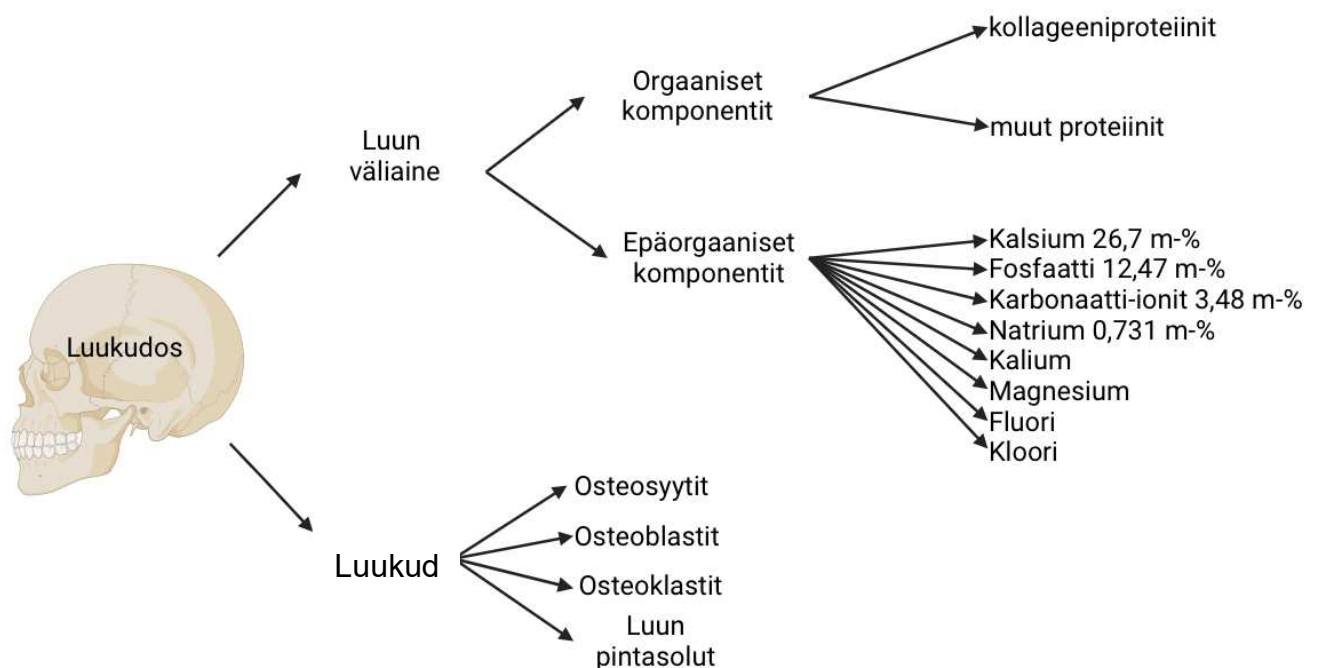 kollageeniproteiinit
Orgaaniset
komponentit
muut proteiinit
Luun
väliaine
Epäorgaaniset
komponentit
Kalsium 26,7 m-%
Fosfaatti 12,47 m-%
Karbonaatti-ionit 3,48 m-%
Natrium 0,731 m-%
Kalium
Magnesium
Fluori
Kloori
Luukudos
Luukud
Osteosyytit
Osteoblastit
Osteoklastit
Luun
pintasolut